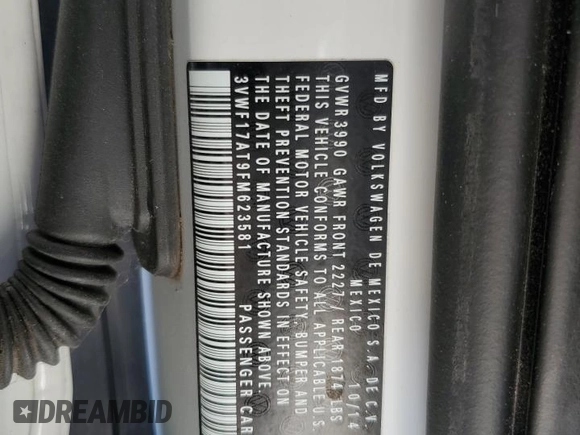 MFD BY VOLKSWAGEN DE MEXICO S.A. DE C.V.
MEXICO 10/14
GVWR 3990 GAWR FRONT 2227 / REAR 1874 LBS
THIS VEHICLE CONFORMS TO ALL APPLICABLE U.S.
FEDERAL MOTOR VEHICLE SAFETY, BUMPER AND
THEFT PREVENTION STANDARDS IN EFFECT ON
THE DATE OF MANUFACTURE SHOWN ABOVE.
3VWF17AT9FM623581 PASSENGER CAR
DREAMBID